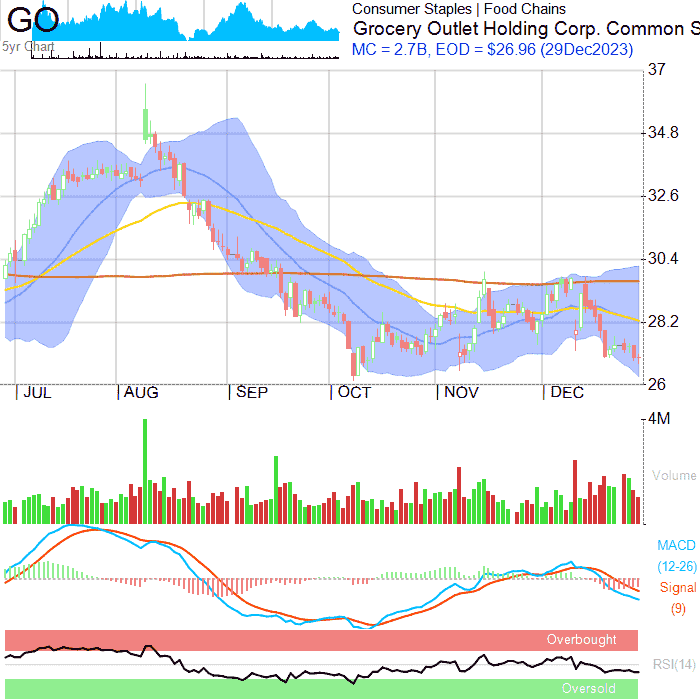 GO
5yr Chart
Consumer Staples | Food Chains
Grocery Outlet Holding Corp. Common S
MC = 2.7B, EOD = $26.96 (29Dec2023)
37
34.8
32.6
30.4
28.2
26
JUL AUG SEP OCT NOV DEC
4M
Volume
MACD
(12-26)
Signal
(9)
Overbought
RSI(14)
Oversold